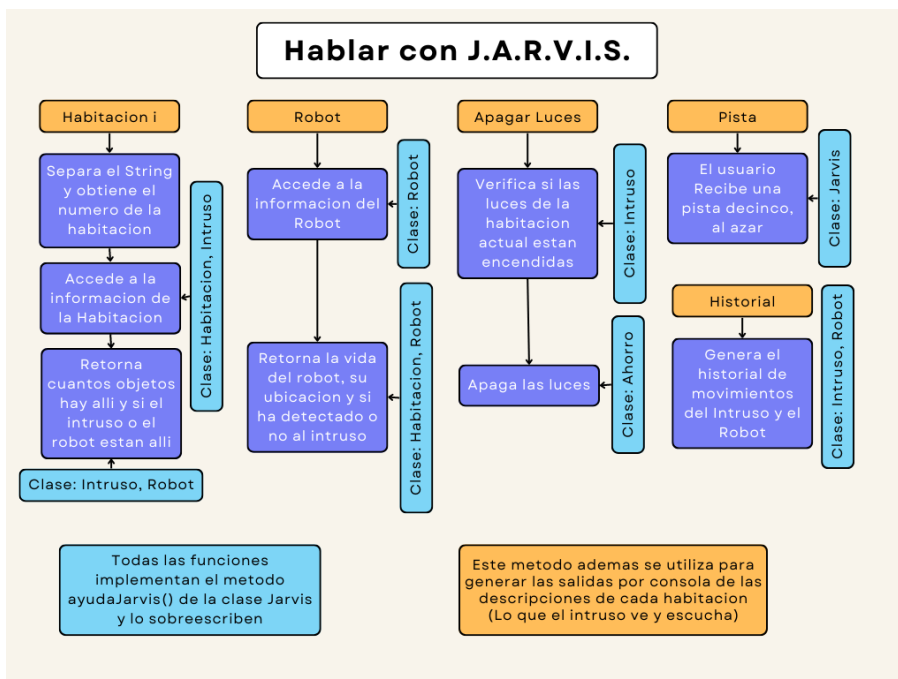 Hablar con J.A.R.V.I.S.
Habitacion i
Separa el String
y obtiene el
numero de la
habitacion
Accede a la
informacion de
la Habitacion
Clase: Habitacion, Intruso
Retorna
cuantos objetos
hay alli y si el
intruso o el
robot estan alli
Clase: Intruso, Robot
Robot
Accede a la
informacion del
Robot
Clase: Robot
Retorna la vida
del robot, su
ubicacion y si
ha detectado o
no al intruso
Clase: Habitacion, Robot
Apagar Luces
Verifica si las
luces de la
habitacion
actual estan
encendidas
Clase: Intruso
Apaga las luces
Clase: Ahorro
Pista
El usuario
Recibe una
pista decinco,
al azar
Clase: Jarvis
Historial
Genera el
historial de
movimientos
del Intruso y el
Robot
Clase: Intruso, Robot
Todas las funciones
implementan el metodo
ayudaJarvis() de la clase Jarvis
y lo sobreescriben
Este metodo ademas se utiliza para
generar las salidas por consola de las
descripciones de cada habitacion
(Lo que el intruso ve y escucha)